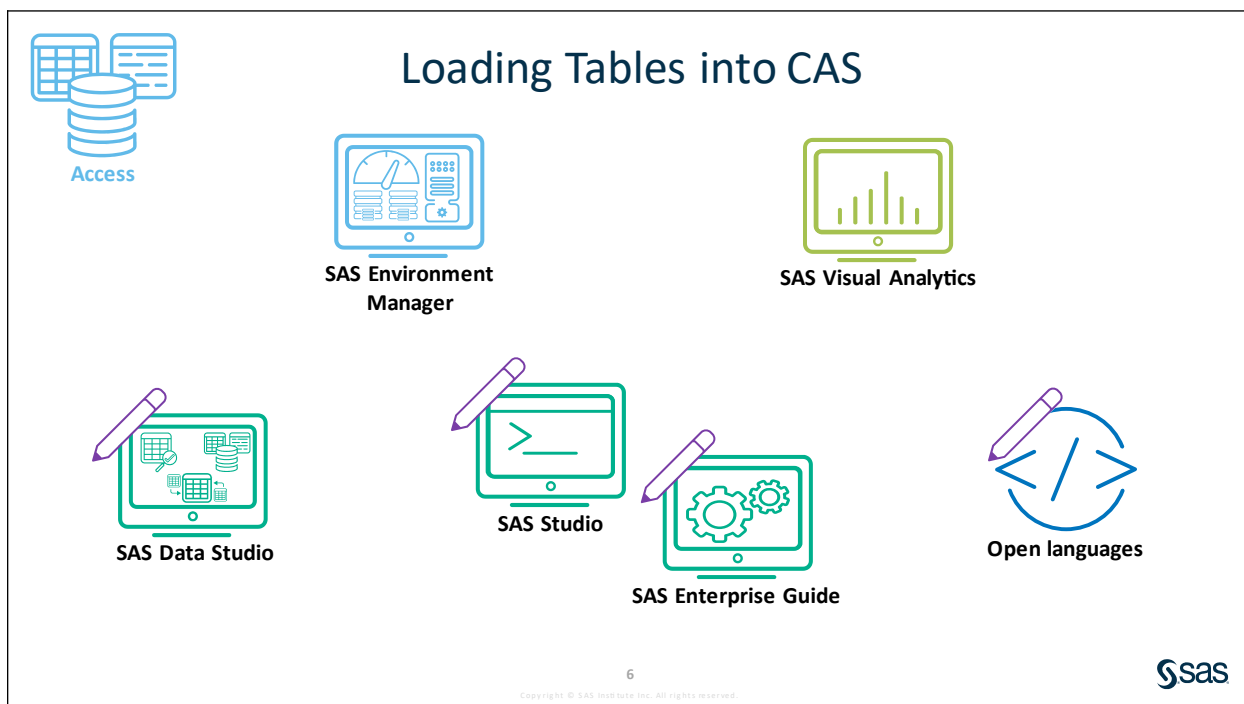 Loading Tables into CAS
Access
SAS Environment
Manager
SAS Visual Analytics
SAS Data Studio
SAS Studio
SAS Enterprise Guide
Open languages
6
Copyright © SAS Institute Inc. All rights reserved.
sas